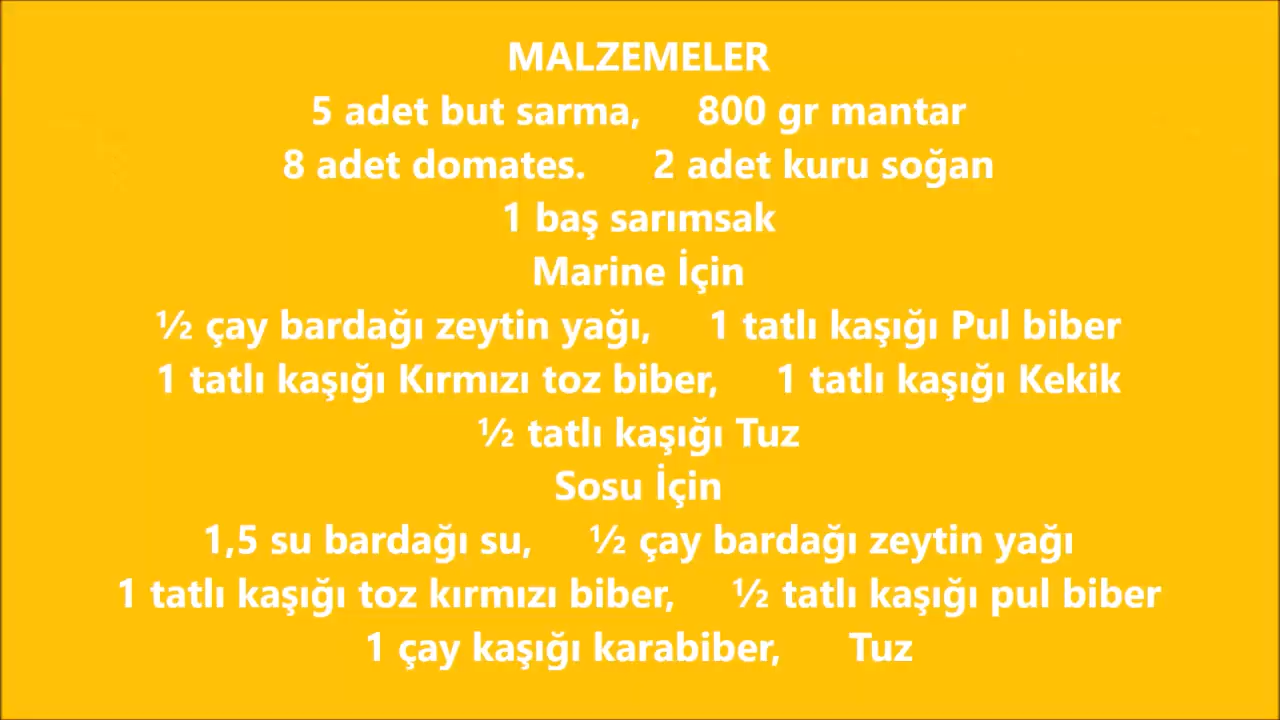 MALZEMELER
5 adet but sarma, 800 gr mantar
8 adet domates. 2 adet kuru soğan
1 baş sarımsak
Marine İçin
½ çay bardağı zeytin yağı, 1 tatlı kaşığı Pul biber
1 tatlı kaşığı Kırmızı toz biber, 1 tatlı kaşığı Kekik
½ tatlı kaşığı Tuz
Sosu İçin
1,5 su bardağı su, ½ çay bardağı zeytin yağı
1 tatlı kaşığı toz kırmızı biber, ½ tatlı kaşığı pul biber
1 çay kaşığı karabiber, Tuz